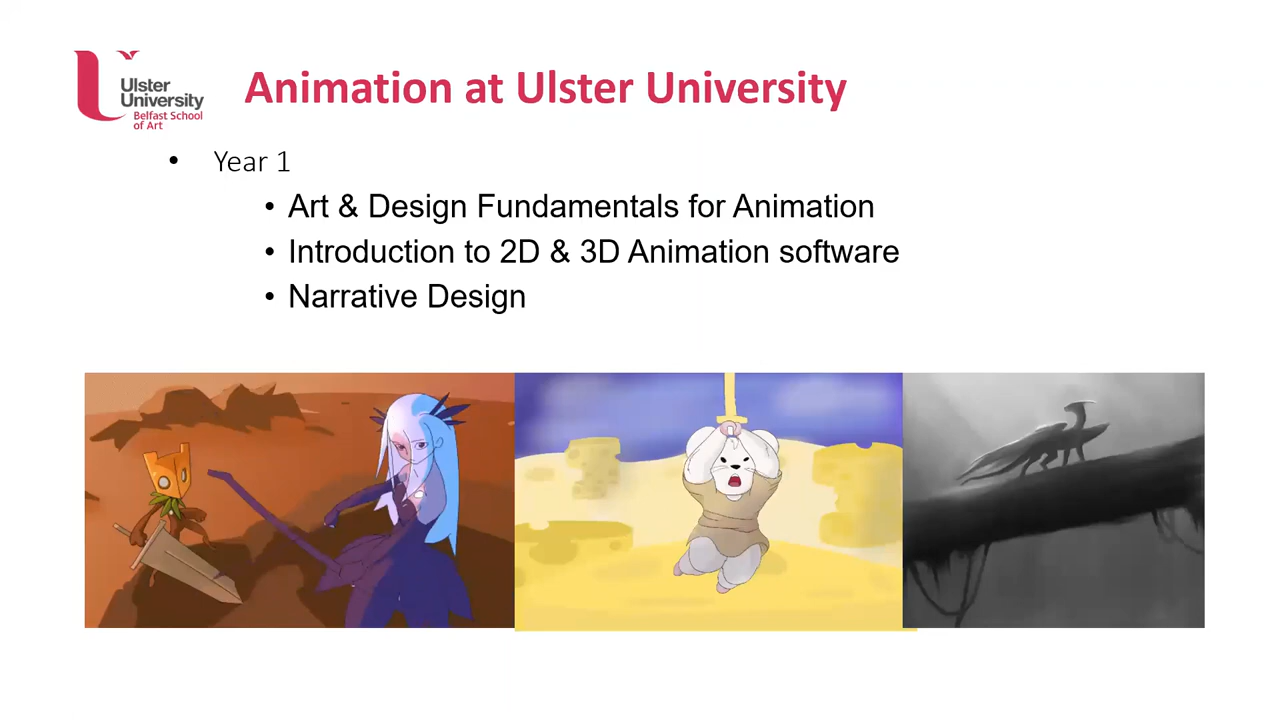 Ulster
University
Belfast School
of Art
Animation at Ulster University
• Year 1
• Art & Design Fundamentals for Animation
• Introduction to 2D & 3D Animation software
• Narrative Design